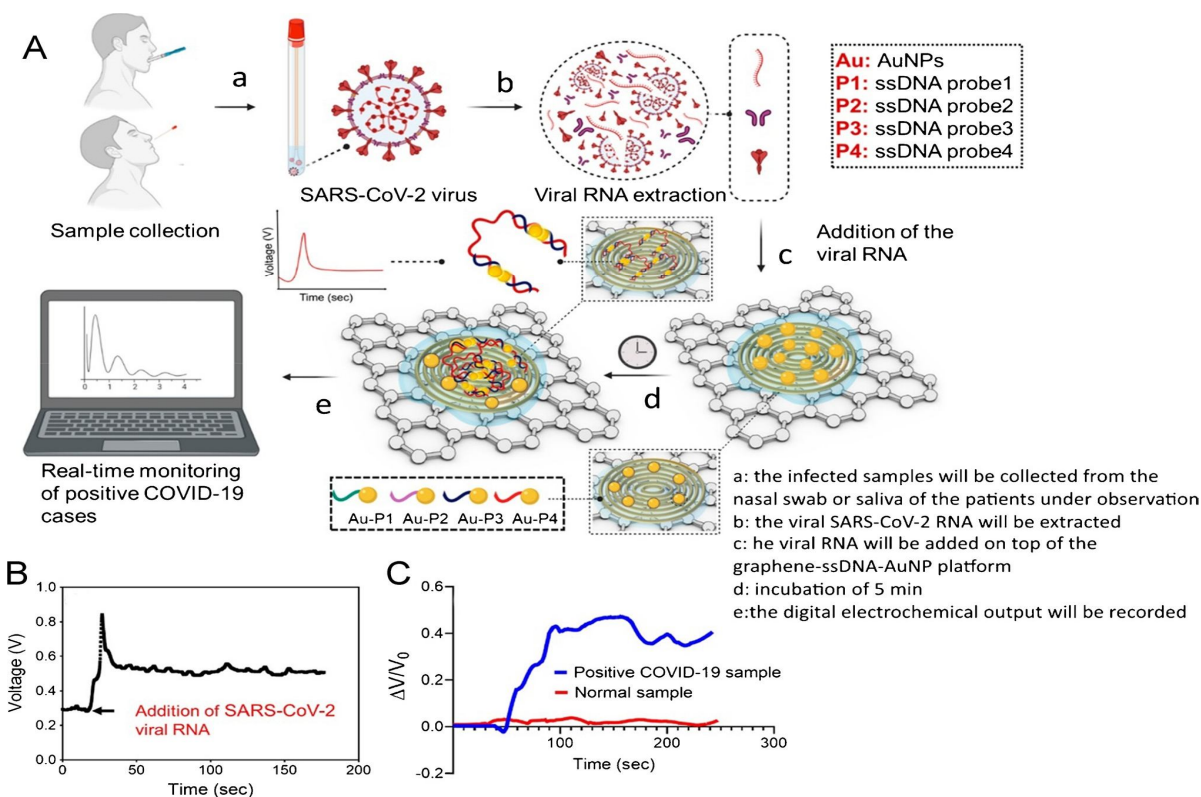 A
a
b
Au: AuNPs
P1: ssDNA probe1
P2: ssDNA probe2
P3: ssDNA probe3
P4: ssDNA probe4
Sample collection
SARS-CoV-2 virus
Viral RNA extraction
Voltage (V)
Time (sec)
c
Addition of the
viral RNA
0 1 2 3 4
e
d
Real-time monitoring
of positive COVID-19
cases
Au-P1 Au-P2 Au-P3 Au-P4
a: the infected samples will be collected from the
nasal swab or saliva of the patients under observation
b: the viral SARS-CoV-2 RNA will be extracted
c: he viral RNA will be added on top of the
graphene-ssDNA-AuNP platform
d: incubation of 5 min
e:the digital electrochemical output will be recorded
B
1.0
0.8
0.6
0.4
0.2
0.0
Voltage (V)
Addition of SARS-CoV-2
viral RNA
0 50 100 150 200
Time (sec)
C
0.6
0.4
0.2
0.0
-0.2
ΔV/V0
Positive COVID-19 sample
Normal sample
100 200 300
Time (sec)